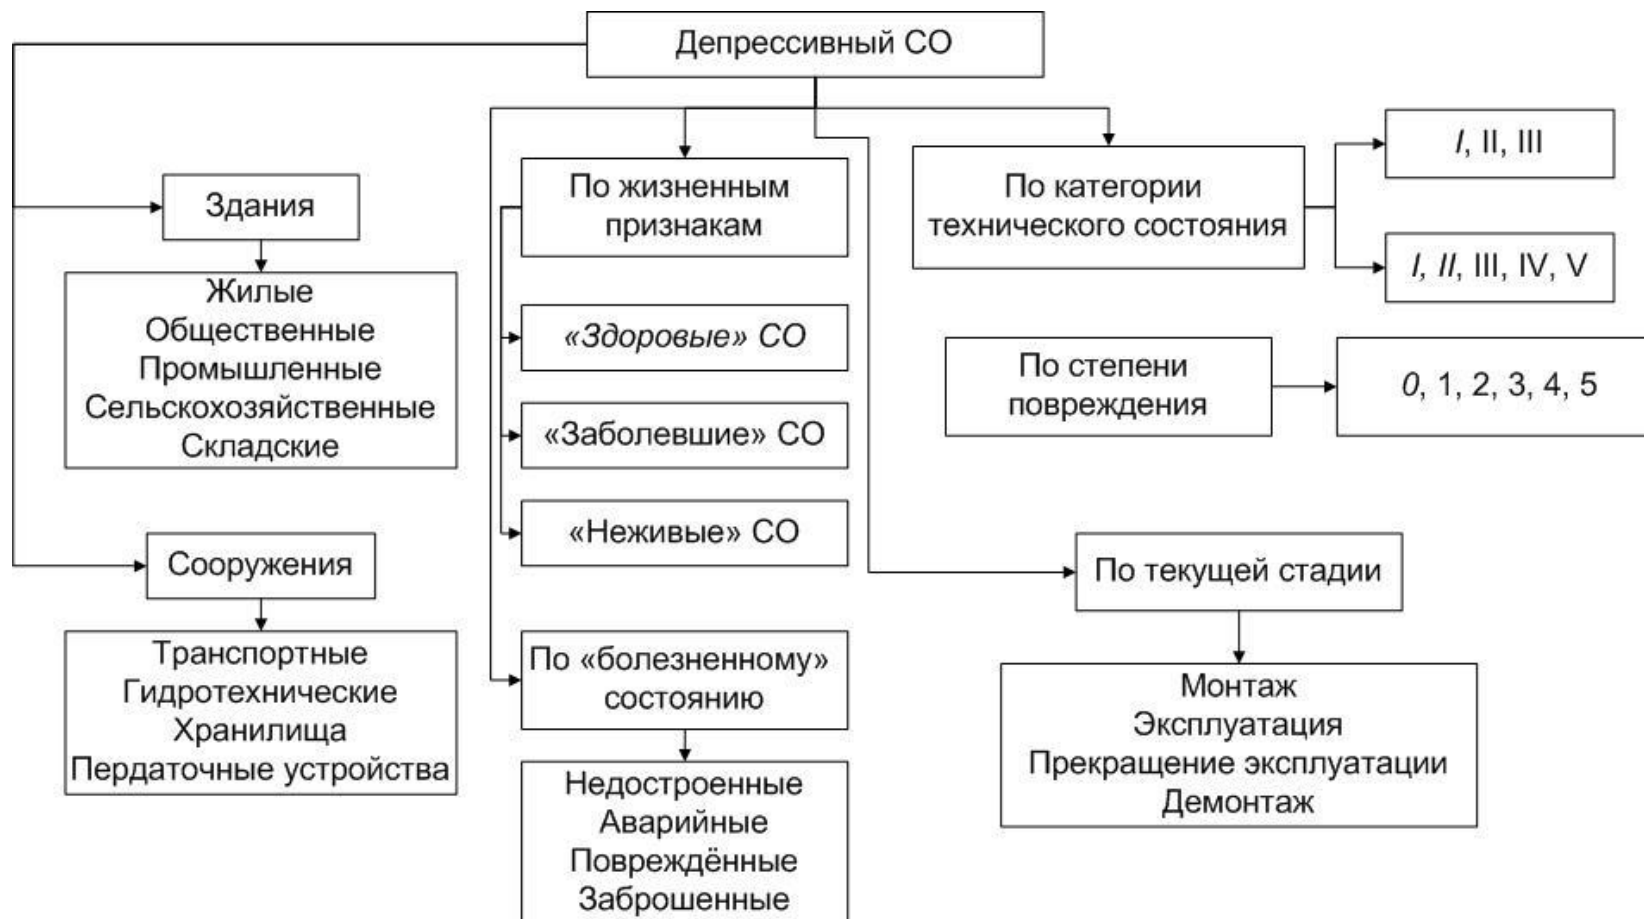 Депрессивный СО
Здания
Жилые
Общественные
Промышленные
Сельскохозяйственные
Складские
Сооружения
Транспортные
Гидротехнические
Хранилища
Пердаточные устройства
По жизненным
признакам
«Здоровые» СО
«Заболевшие» СО
«Неживые» СО
По «болезненному»
состоянию
Недостроенные
Аварийные
Повреждённые
Заброшенные
По категории
технического состояния
I, II, III
I, II, III, IV, V
По степени
повреждения
0, 1, 2, 3, 4, 5
По текущей стадии
Монтаж
Эксплуатация
Прекращение эксплуатации
Демонтаж